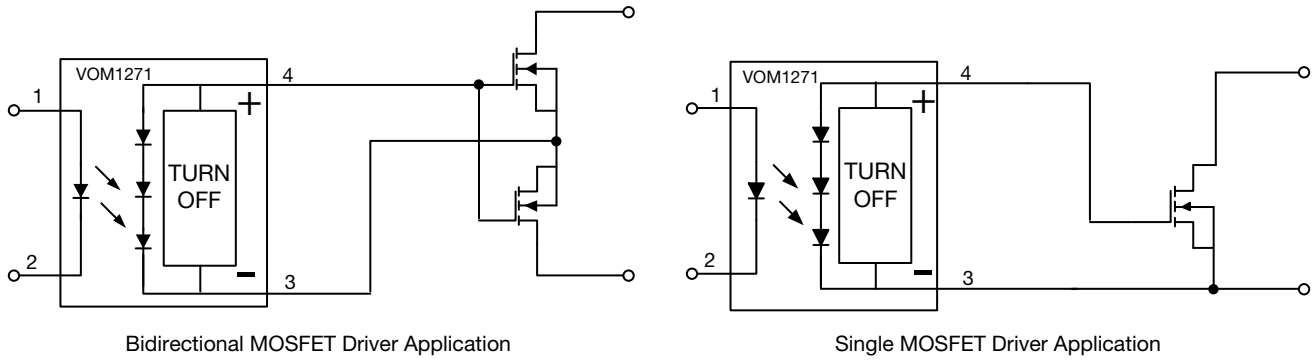 VOM1271
1
2
4
3
+
−
TURN
OFF
Bidirectional MOSFET Driver Application
VOM1271
1
2
4
3
+
−
TURN
OFF
Single MOSFET Driver Application